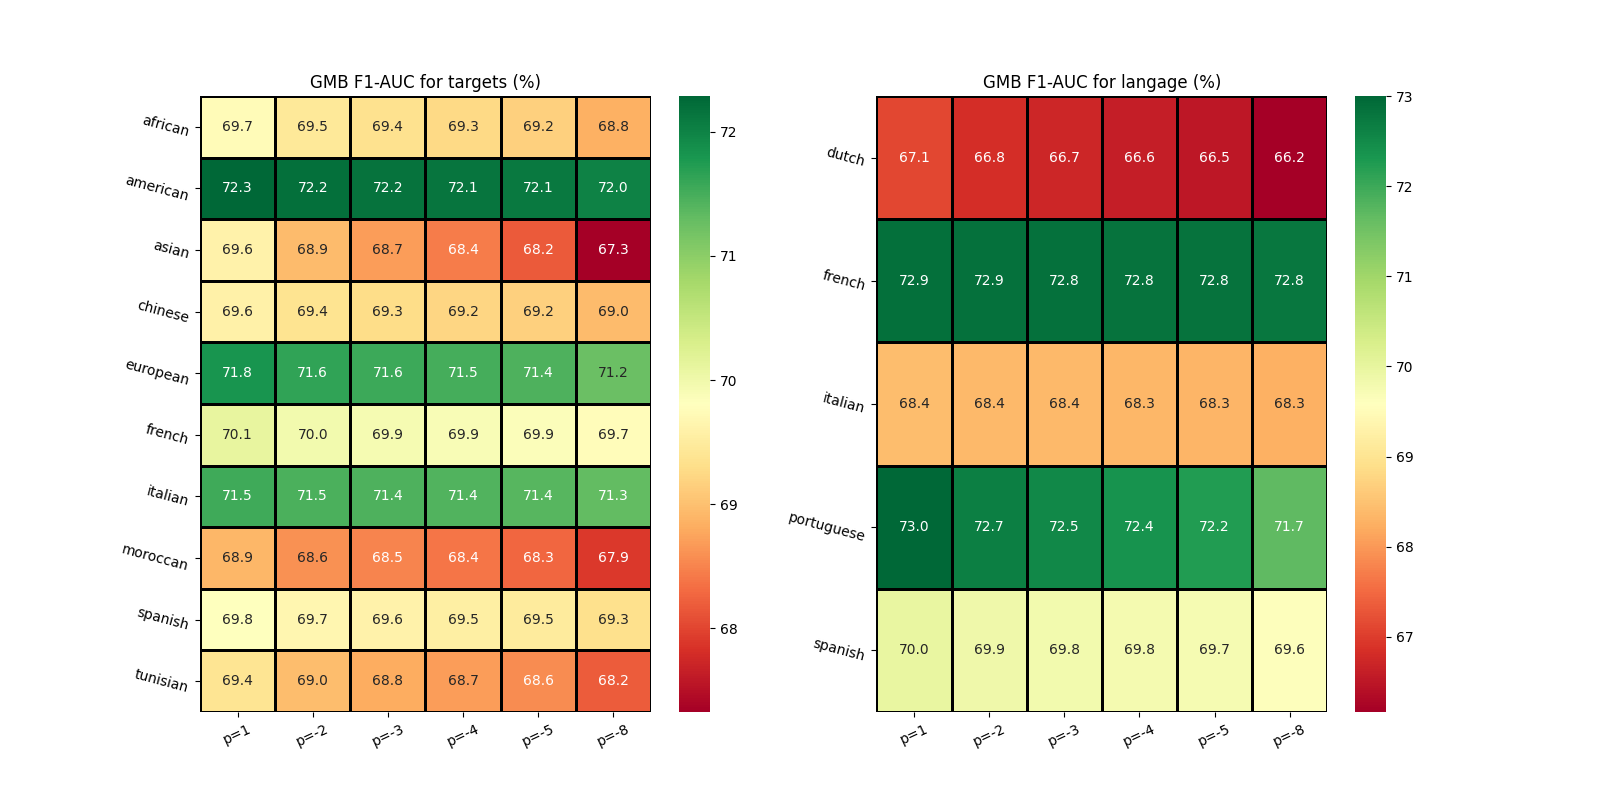 GMB F1-AUC for targets (%)
african 69.7 69.5 69.4 69.3 69.2 68.8
american 72.3 72.2 72.2 72.1 72.1 72.0
asian 69.6 68.9 68.7 68.4 68.2 67.3
chinese 69.6 69.4 69.3 69.2 69.2 69.0
european 71.8 71.6 71.6 71.5 71.4 71.2
french 70.1 70.0 69.9 69.9 69.9 69.7
italian 71.5 71.5 71.4 71.4 71.4 71.3
moroccan 68.9 68.6 68.5 68.4 68.3 67.9
spanish 69.8 69.7 69.6 69.5 69.5 69.3
tunisian 69.4 69.0 68.8 68.7 68.6 68.2
p=1 p=-2 p=-3 p=-4 p=-5 p=-8
72
71
70
69
68
GMB F1-AUC for langage (%)
dutch 67.1 66.8 66.7 66.6 66.5 66.2
french 72.9 72.9 72.8 72.8 72.8 72.8
italian 68.4 68.4 68.4 68.3 68.3 68.3
portuguese 73.0 72.7 72.5 72.4 72.2 71.7
spanish 70.0 69.9 69.8 69.8 69.7 69.6
p=1 p=-2 p=-3 p=-4 p=-5 p=-8
73
72
71
70
69
68
67